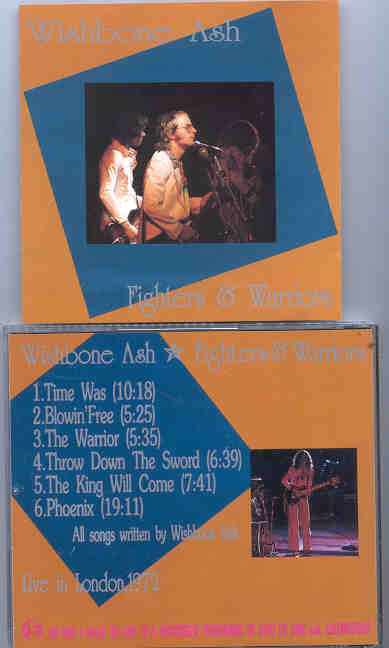 Wishbone Ash
Fighters & Warriors
Wishbone Ash ☆ Fighters & Warriors
1.Time Was (10:18)
2.Blowin'Free (5:25)
3.The Warrior (5:35)
4.Throw Down The Sword (6:39)
5.The King Will Come (7:41)
6.Phoenix (19:11)
All songs written by Wishbone Ash
Live in London,1972